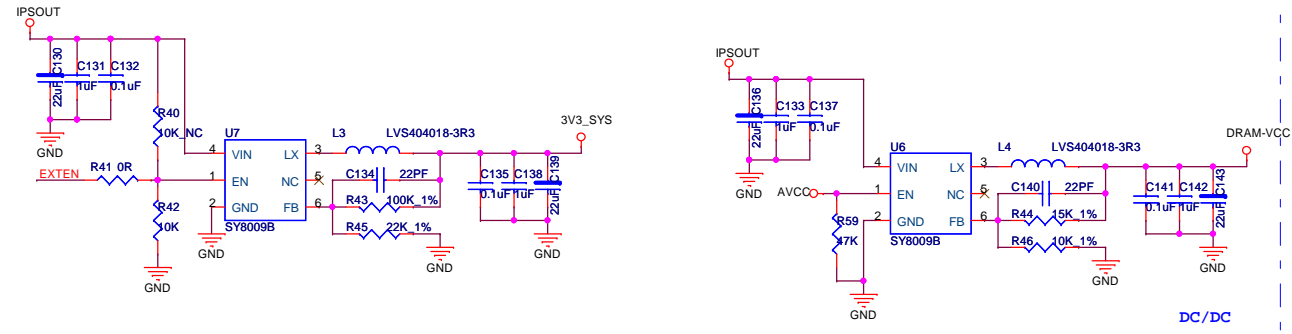 IPSOUT
C130
22uF
C131
1uF
C132
0.1uF
GND
R40
10K_NC
EXTEN
R41 0R
R42
10K
GND
U7
4 VIN
1 EN
2 GND
LX 3
NC 5
FB 6
SY8009B
GND
L3 LVS404018-3R3
C134 22PF
R43 100K_1%
R45 22K_1%
GND
3V3_SYS
C135
0.1uF
C138
1uF
C139
22uF
GND
IPSOUT
C136
22uF
C133
1uF
C137
0.1uF
GND
AVCC
R59
47K
GND
U6
4 VIN
1 EN
2 GND
LX 3
NC 5
FB 6
SY8009B
L4 LVS404018-3R3
C140 22PF
R44 15K_1%
R46 10K_1%
GND
DRAM-VCC
C141
0.1uF
C142
1uF
C143
22uF
GND
DC/DC